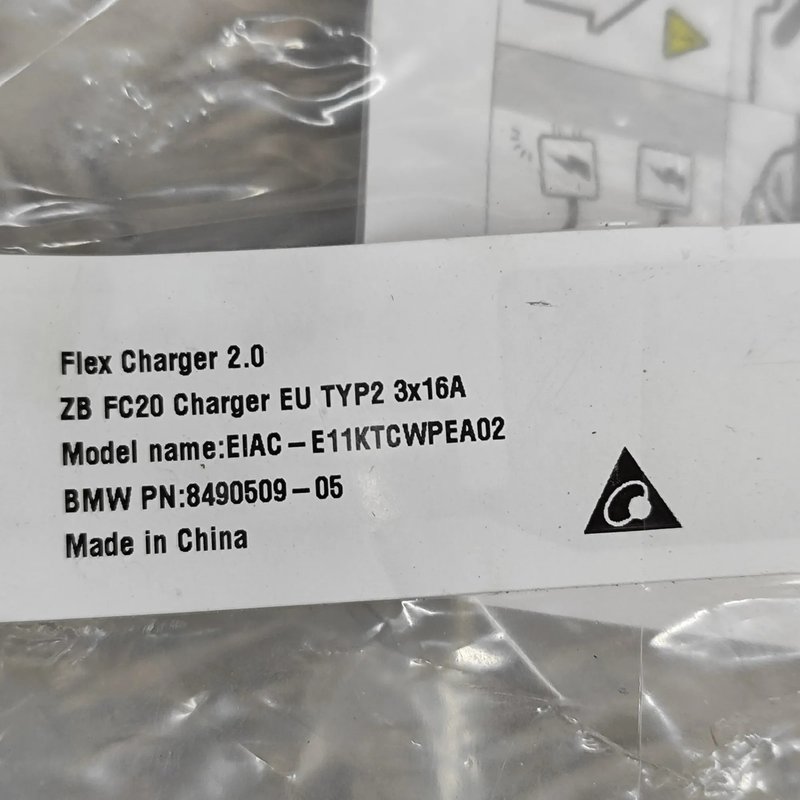 Flex Charger 2.0
ZB FC20 Charger EU TYP2 3x16A
Model name:EIAC-E11KTCWPEA02
BMW PN:8490509-05
Made in China